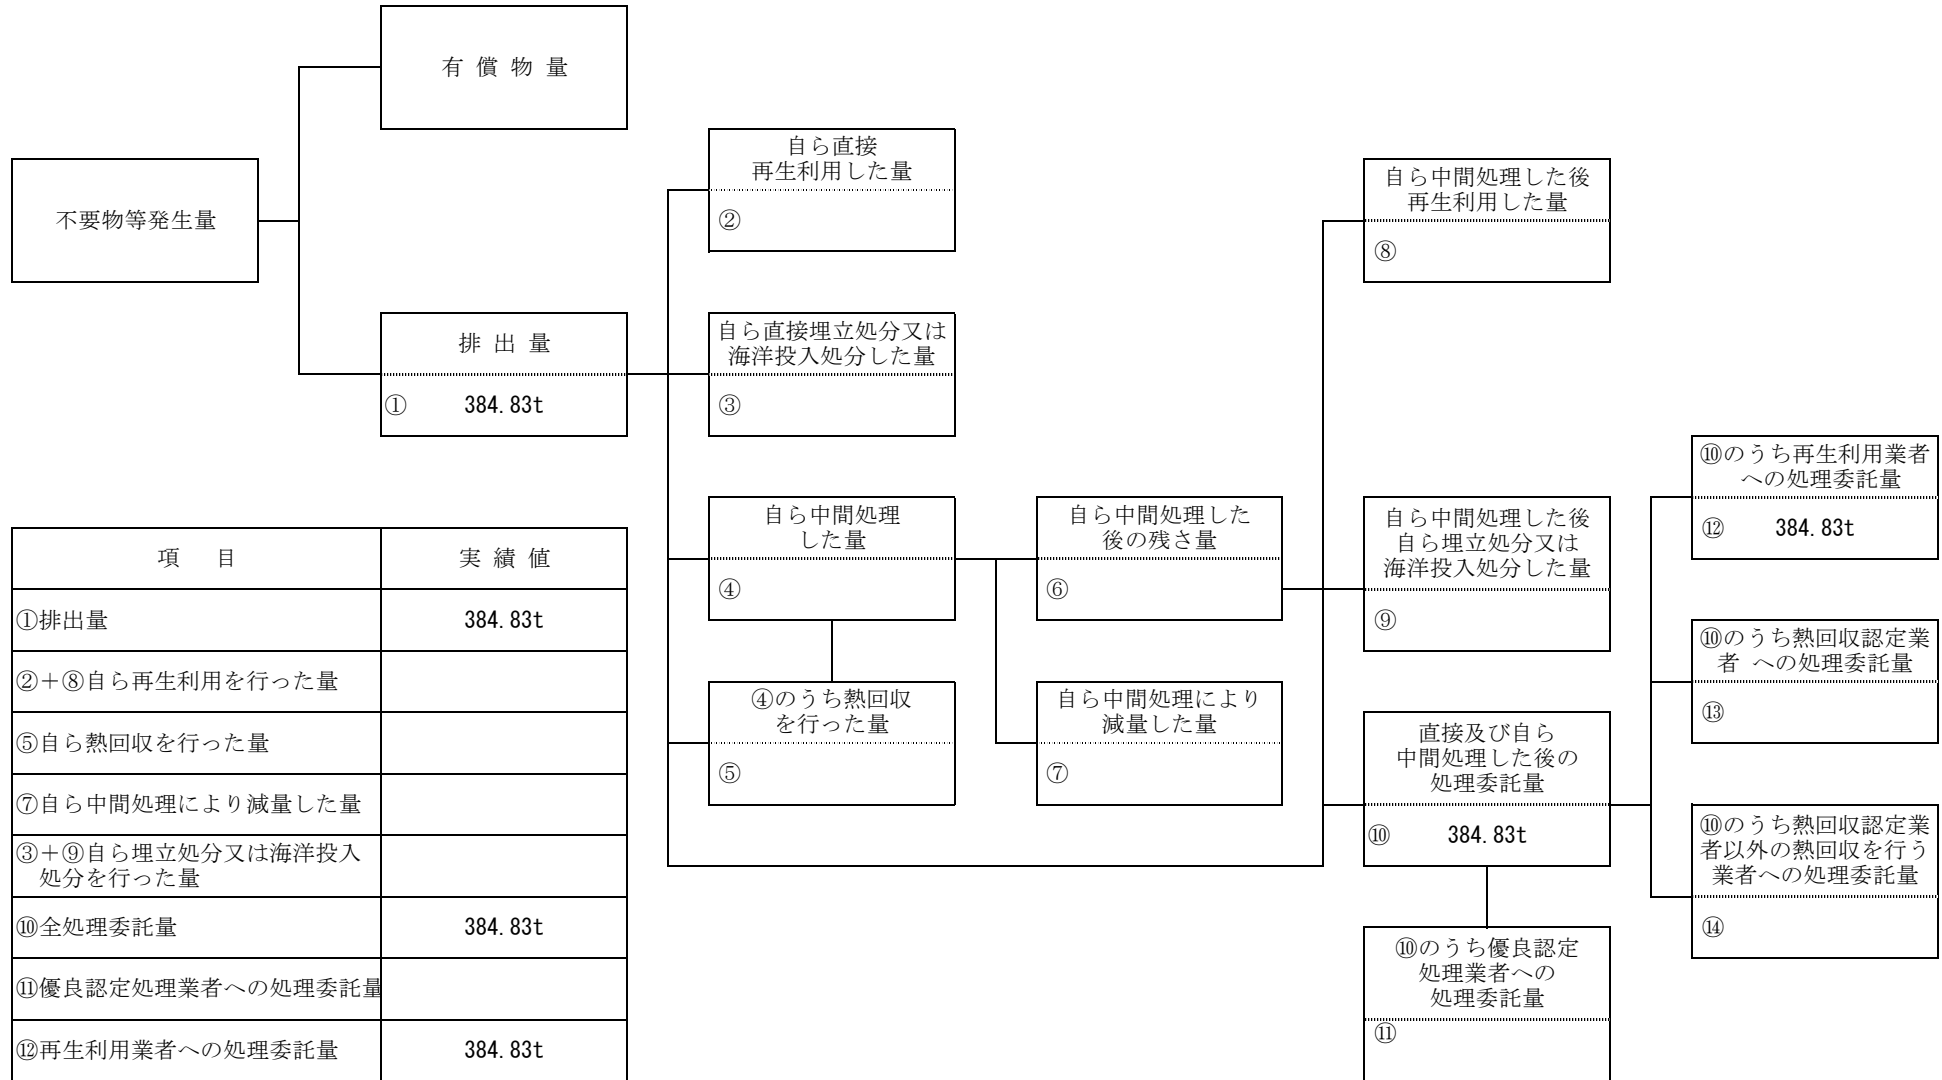 有 償 物 量
不要物等発生量
排 出 量
① 384.83t
自ら直接
再生利用した量
②
自ら直接埋立処分又は
海洋投入処分した量
③
自ら中間処理
した量
④
④のうち熱回収
を行った量
⑤
自ら中間処理した
後の残さ量
⑥
自ら中間処理により
減量した量
⑦
自ら中間処理した後
再生利用した量
⑧
自ら中間処理した後
自ら埋立処分又は
海洋投入処分した量
⑨
直接及び自ら
中間処理した後の
処理委託量
⑩ 384.83t
⑩のうち優良認定
処理業者への
処理委託量
⑪
⑩のうち再生利用業者
への処理委託量
⑫ 384.83t
⑩のうち熱回収認定業
者 への処理委託量
⑬
⑩のうち熱回収認定業
者以外の熱回収を行う
業者への処理委託量
⑭
項 目 実 績 値
①排出量 384.83t
②+⑧自ら再生利用を行った量
⑤自ら熱回収を行った量
⑦自ら中間処理により減量した量
③+⑨自ら埋立処分又は海洋投入
処分を行った量
⑩全処理委託量 384.83t
⑪優良認定処理業者への処理委託量
⑫再生利用業者への処理委託量 384.83t